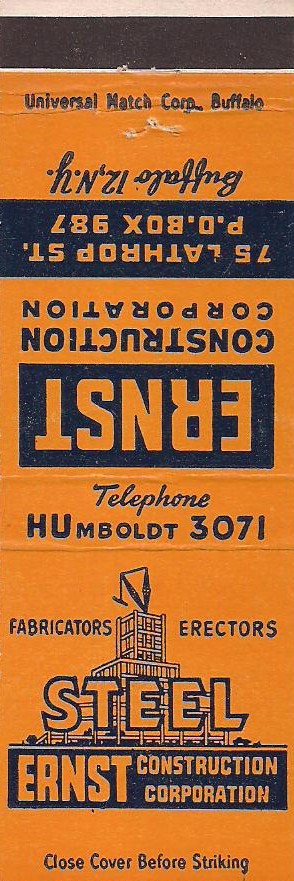 Universal Match Corp., Buffalo
ERNST
CONSTRUCTION
CORPORATION
75 LATHROP ST.
P.O.BOX 987
Buffalo 12, N.Y.
Telephone
HUMBOLDT 3071
FABRICATORS ERECTORS
STEEL
ERNST CONSTRUCTION
CORPORATION
Close Cover Before Striking